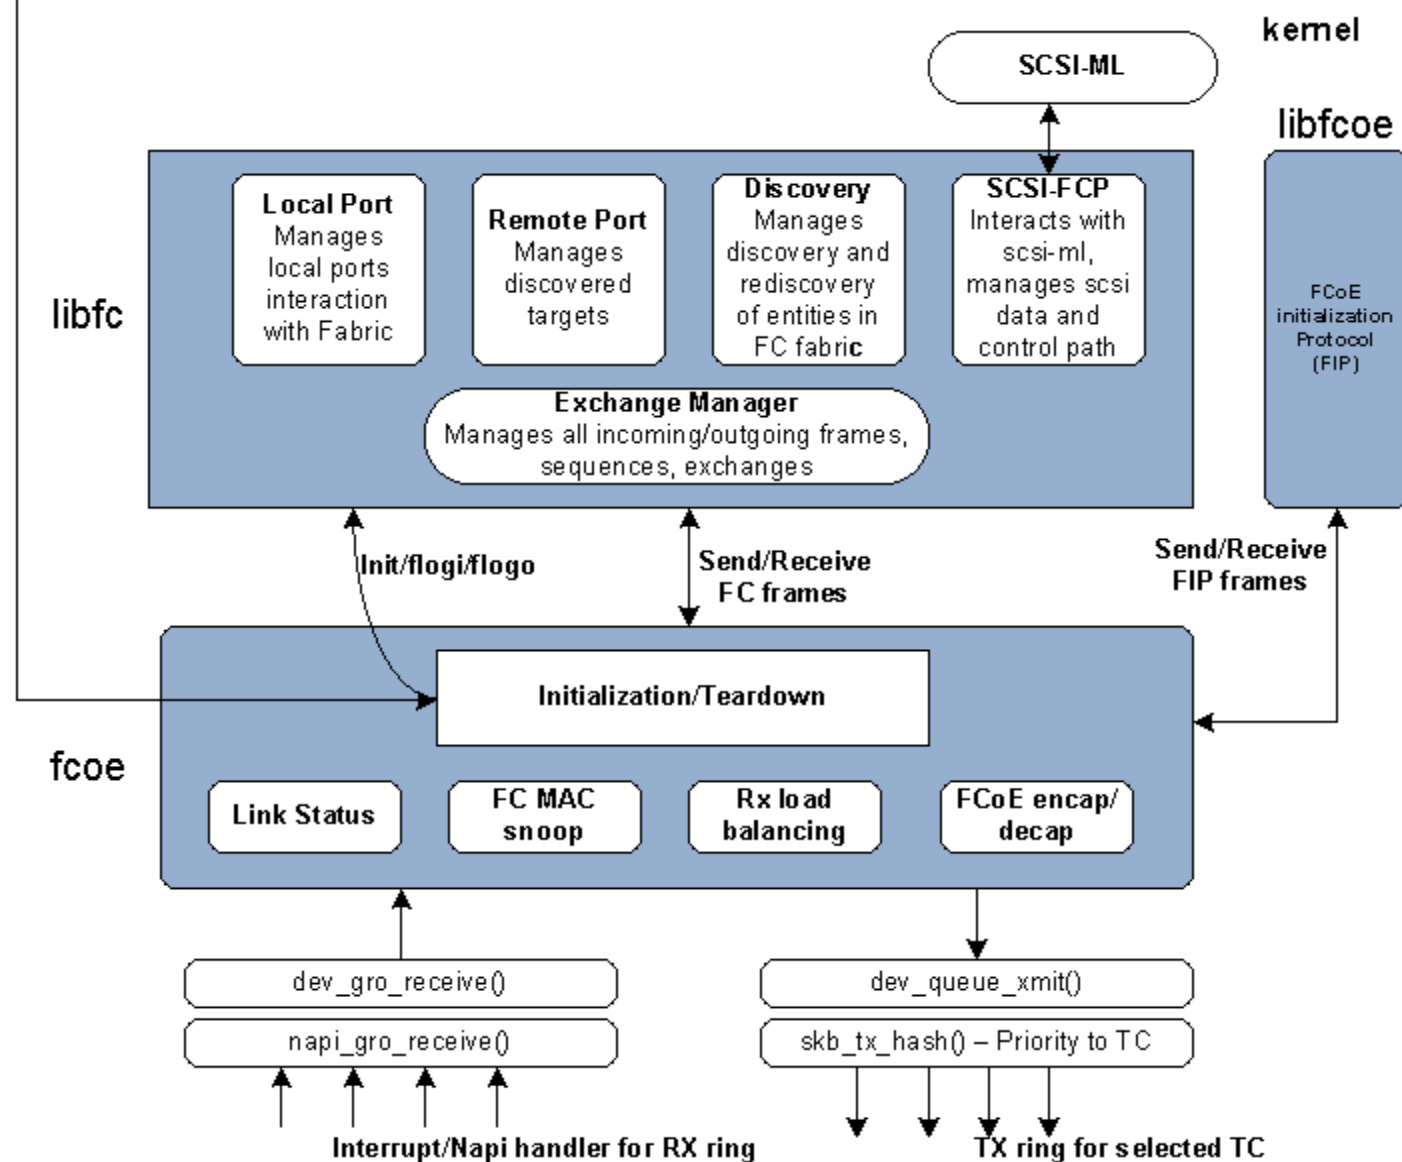 kernel
SCSI-ML
libfcoe
libfc
Local Port
Manages
local ports
interaction
with Fabric
Remote Port
Manages
discovered
targets
Discovery
Manages
discovery and
rediscovery
of entities in
FC fabric
SCSI-FCP
Interacts with
scsi-ml,
manages scsi
data and
control path
FCoE
initialization
Protocol
(FIP)
Exchange Manager
Manages all incoming/outgoing frames,
sequences, exchanges
Init/flogi/flogo
Send/Receive
FC frames
Send/Receive
FIP frames
fcoe
Initialization/Teardown
Link Status
FC MAC
snoop
Rx load
balancing
FCoE encap/
decap
dev_gro_receive()
napi_gro_receive()
dev_queue_xmit()
skb_tx_hash() – Priority to TC
Interrupt/Napi handler for RX ring
TX ring for selected TC